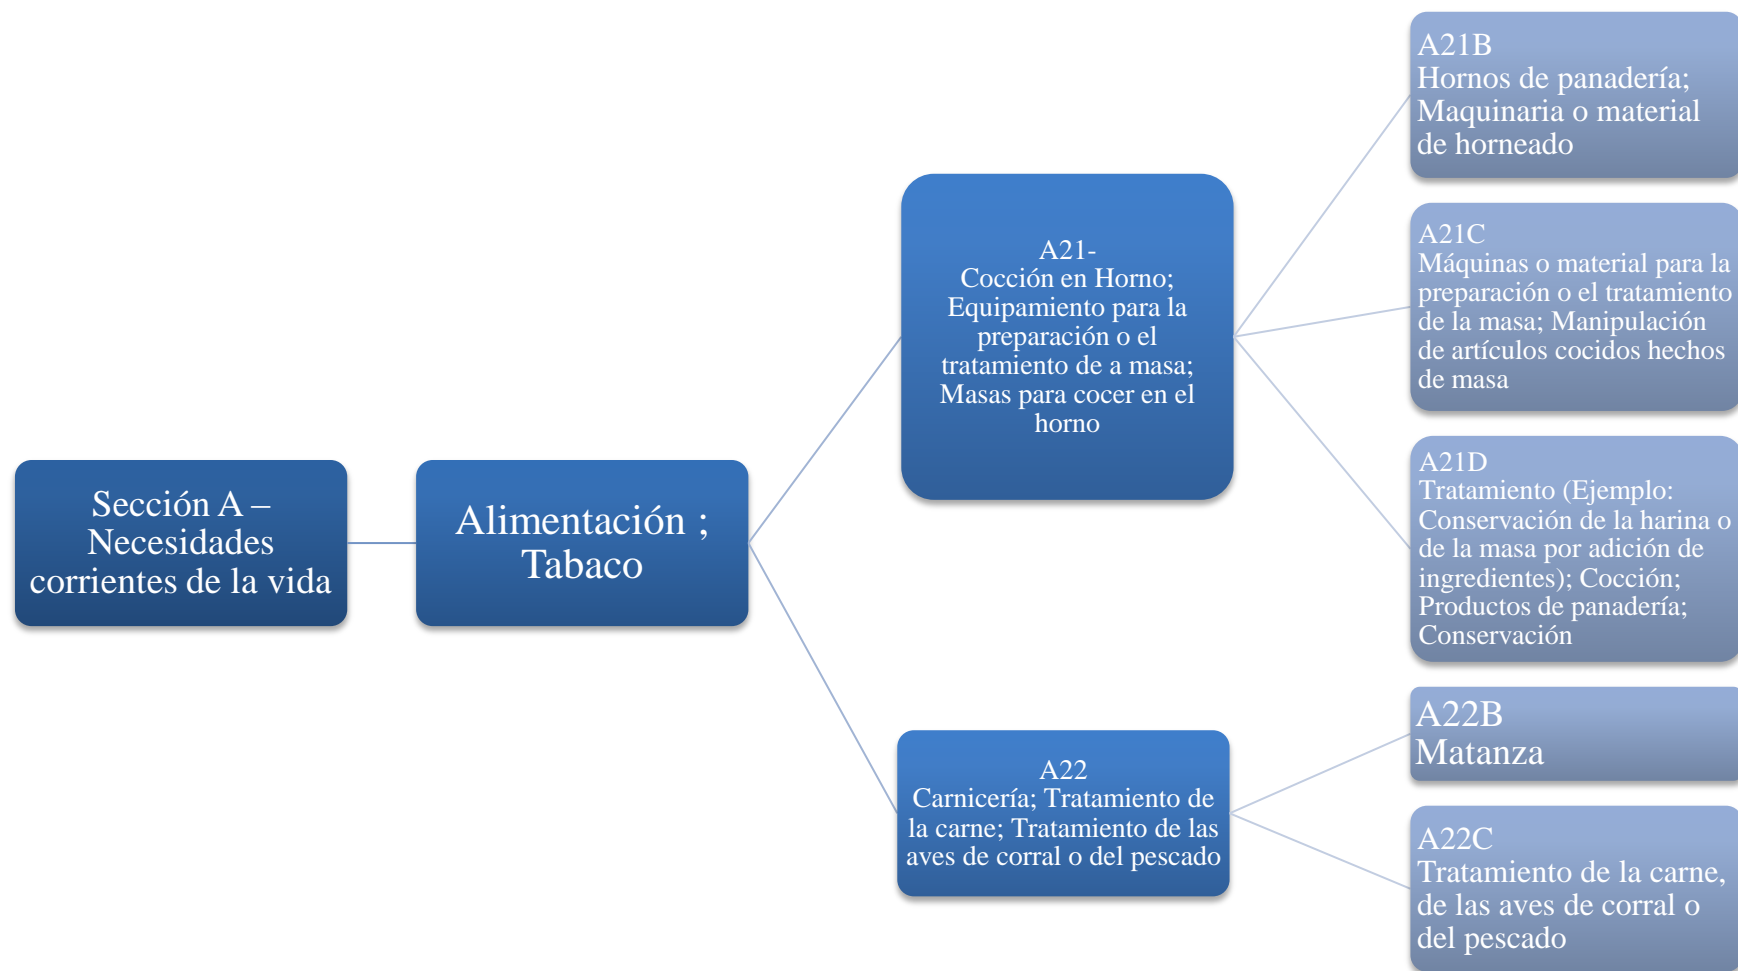 Sección A –
Necesidades
corrientes de la vida
Alimentación ;
Tabaco
A21-
Cocción en Horno;
Equipamiento para la
preparación o el
tratamiento de a masa;
Masas para cocer en el
horno
A21B
Hornos de panadería;
Maquinaria o material
de horneado
A21C
Máquinas o material para la
preparación o el tratamiento
de la masa; Manipulación
de artículos cocidos hechos
de masa
A21D
Tratamiento (Ejemplo:
Conservación de la harina o
de la masa por adición de
ingredientes); Cocción;
Productos de panadería;
Conservación
A22
Carnicería; Tratamiento de
la carne; Tratamiento de las
aves de corral o del pescado
A22B
Matanza
A22C
Tratamiento de la carne,
de las aves de corral o
del pescado